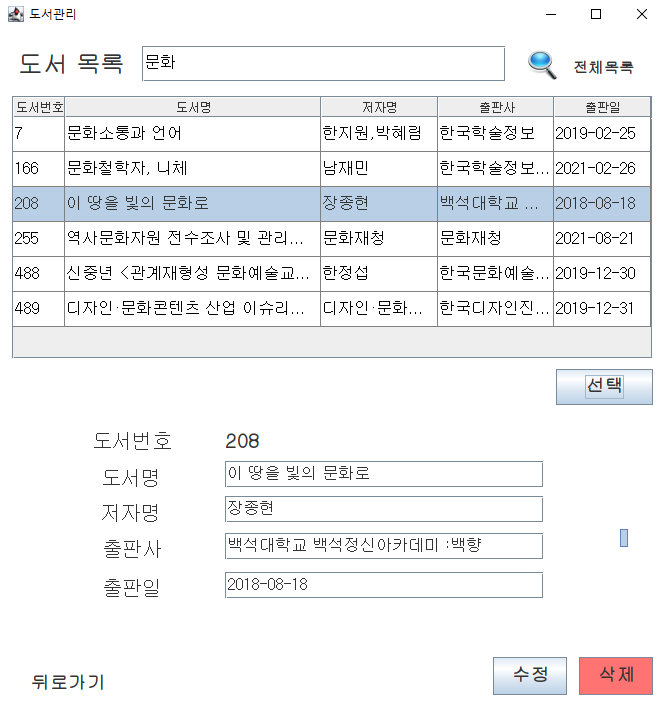 도서관리
도서 목록 문화 전체목록
도서번호 도서명 저자명 출판사 출판일
7 문화소통과 언어 한지원,박혜림 한국학술정보 2019-02-25
166 문화철학자, 니체 남재민 한국학술정보... 2021-02-26
208 이 땅을 빛의 문화로 장종현 백석대학교 ... 2018-08-18
255 역사문화자원 전수조사 및 관리... 문화재청 문화재청 2021-08-21
488 신중년 <관계재형성 문화예술교... 한정섭 한국문화예술... 2019-12-30
489 디자인·문화콘텐츠 산업 이슈리... 디자인·문화... 한국디자인진... 2019-12-31
선택
도서번호 208
도서명 이 땅을 빛의 문화로
저자명 장종현
출판사 백석대학교 백석정신아카데미 :백향
출판일 2018-08-18
뒤로가기 수정 삭제